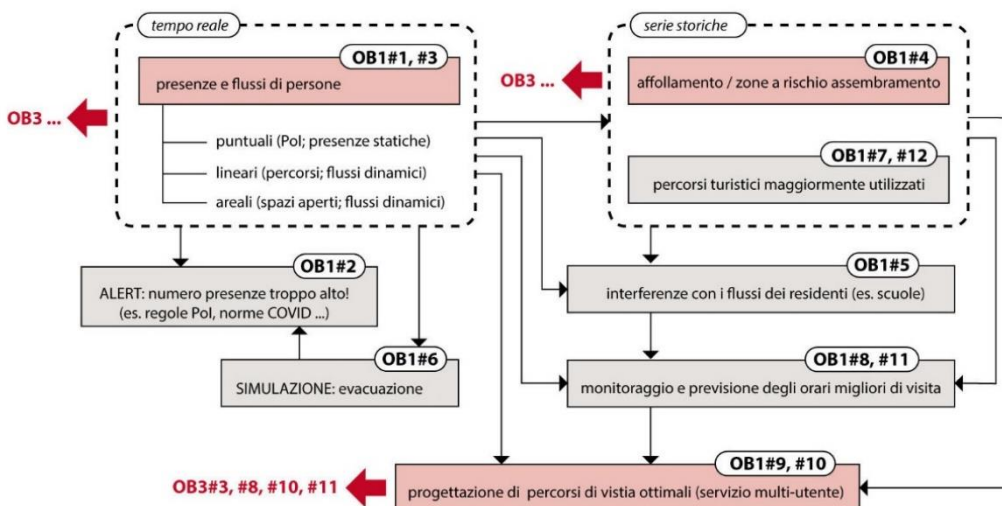 tempo reale
OB1#1, #3
presenze e flussi di persone
OB3 ...
puntuali (PoI; presenze statiche)
lineari (percorsi; flussi dinamici)
areali (spazi aperti; flussi dinamici)
serie storiche
OB1#4
OB3 ...
affollamento / zone a rischio assembramento
OB1#7, #12
percorsi turistici maggiormente utilizzati
OB1#2
ALERT: numero presenze troppo alto!
(es. regole PoI, norme COVID ...)
OB1#6
SIMULAZIONE: evacuazione
OB1#5
interferenze con i flussi dei residenti (es. scuole)
OB1#8, #11
monitoraggio e previsione degli orari migliori di visita
OB1#9, #10
OB3#3, #8, #10, #11
progettazione di percorsi di vistia ottimali (servizio multi-utente)